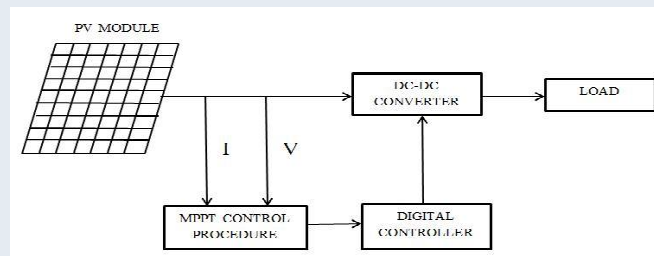 PV MODULE
DC-DC
CONVERTER
LOAD
I
V
MPPT CONTROL
PROCEDURE
DIGITAL
CONTROLLER